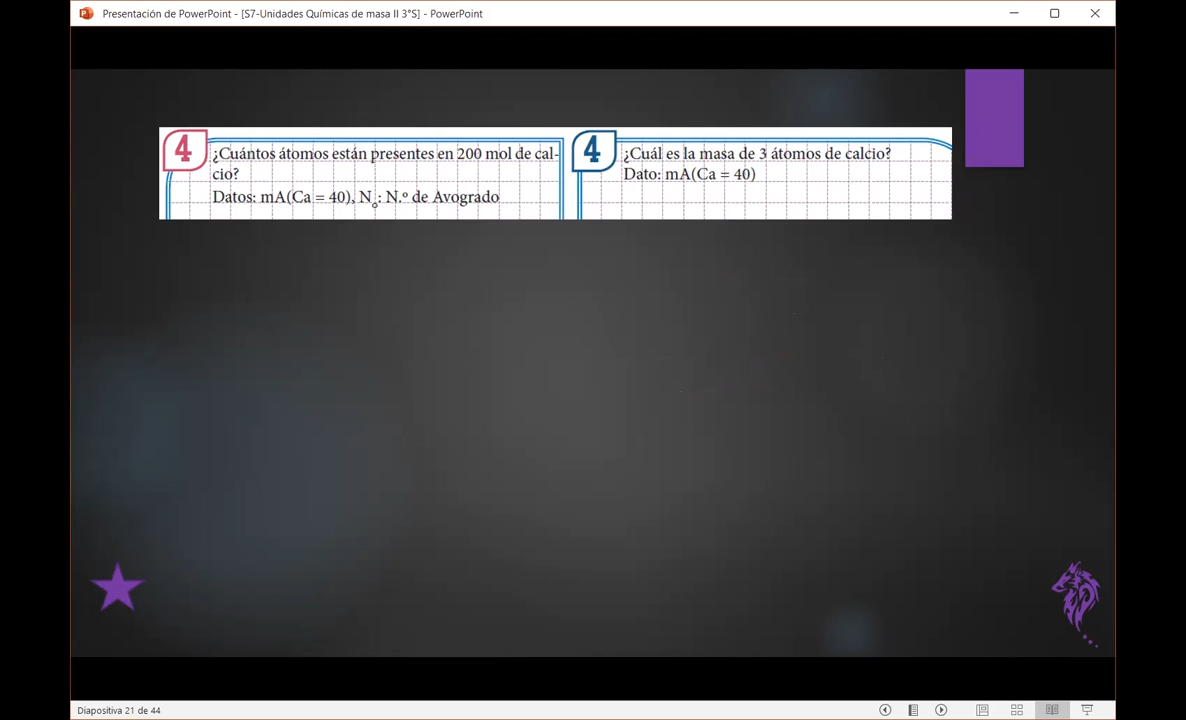 Presentación de PowerPoint - [S7-Unidades Químicas de masa II 3°S] - PowerPoint
4
¿Cuántos átomos están presentes en 200 mol de cal-
cio?
Datos: mA(Ca = 40), N₀: N.º de Avogrado
4
¿Cuál es la masa de 3 átomos de calcio?
Dato: mA(Ca = 40)
Diapositiva 21 de 44